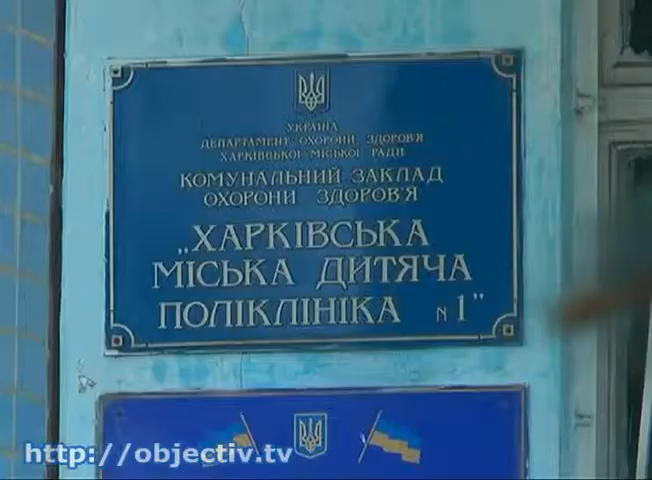 УКРАЇНА
ДЕПАРТАМЕНТ ОХОРОНИ ЗДОРОВ'Я
ХАРКІВСЬКОЇ МІСЬКОЇ РАДИ
КОМУНАЛЬНИЙ ЗАКЛАД
ОХОРОНИ ЗДОРОВ'Я
„ХАРКІВСЬКА
МІСЬКА ДИТЯЧА
ПОЛІКЛІНІКА №1"
http://objectiv.tv